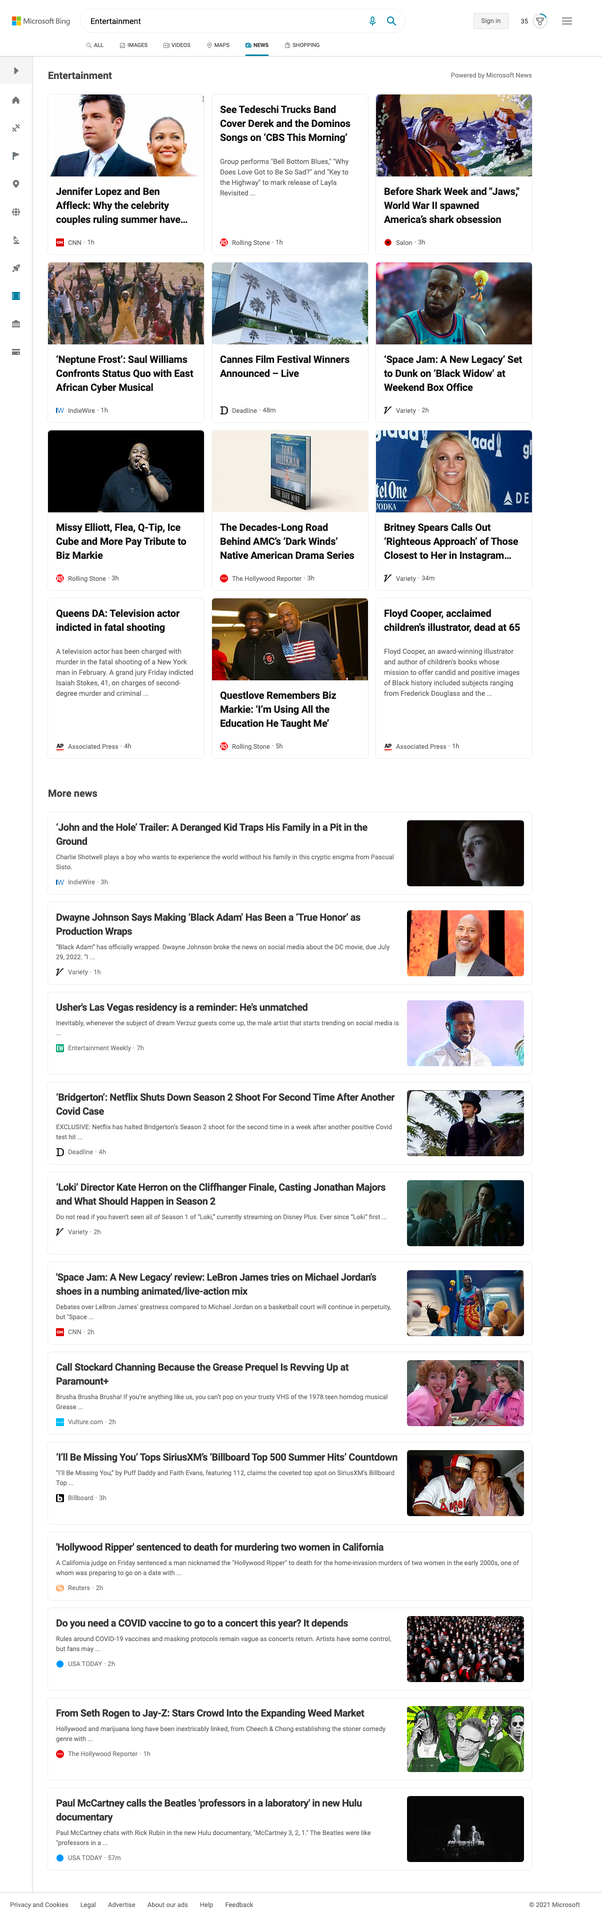 Microsoft Bing
Entertainment
Sign in
35
ALL
IMAGES
VIDEOS
MAPS
NEWS
SHOPPING
Entertainment
Powered by Microsoft News
Jennifer Lopez and Ben
Affleck: Why the celebrity
couples ruling summer have...
CNN · 1h
See Tedeschi Trucks Band
Cover Derek and the Dominos
Songs on ‘CBS This Morning’
Group performs "Bell Bottom Blues," "Why
Does Love Got to Be So Sad?" and "Key to
the Highway" to mark release of Layla
Revisited ...
Rolling Stone · 1h
Before Shark Week and "Jaws,"
World War II spawned
America's shark obsession
Salon · 3h
‘Neptune Frost’: Saul Williams
Confronts Status Quo with East
African Cyber Musical
IndieWire · 1h
Cannes Film Festival Winners
Announced – Live
Deadline · 48m
‘Space Jam: A New Legacy’ Set
to Dunk on ‘Black Widow’ at
Weekend Box Office
Variety · 2h
Missy Elliott, Flea, Q-Tip, Ice
Cube and More Pay Tribute to
Biz Markie
Rolling Stone · 3h
TONY
HILLERMAN
THE DARK WIND
The Decades-Long Road
Behind AMC's ‘Dark Winds’
Native American Drama Series
The Hollywood Reporter · 3h
glaad
DE
Britney Spears Calls Out
‘Righteous Approach’ of Those
Closest to Her in Instagram...
Variety · 34m
Queens DA: Television actor
indicted in fatal shooting
A television actor has been charged with
murder in the fatal shooting of a New York
man in February. A grand jury Friday indicted
Isaiah Stokes, 41, on charges of second-
degree murder and criminal ...
AP Associated Press · 4h
Questlove Remembers Biz
Markie: ‘I'm Using All the
Education He Taught Me’
Rolling Stone · 5h
Floyd Cooper, acclaimed
children's illustrator, dead at 65
Floyd Cooper, an award-winning illustrator
and author of children's books whose
mission to offer candid and positive images
of Black history included subjects ranging
from Frederick Douglass and the ...
AP Associated Press · 1h
More news
‘John and the Hole’ Trailer: A Deranged Kid Traps His Family in a Pit in the
Ground
Charlie Shotwell plays a boy who wants to experience the world without his family in this cryptic enigma from Pascual
Sisto.
IndieWire · 3h
Dwayne Johnson Says Making ‘Black Adam’ Has Been a ‘True Honor’ as
Production Wraps
"Black Adam" has officially wrapped. Dwayne Johnson broke the news on social media about the DC movie, due July
29, 2022. "I ...
Variety · 1h
Usher's Las Vegas residency is a reminder: He's unmatched
Inevitably, whenever the subject of dream Verzuz guests come up, the male artist that starts trending on social media is
...
Entertainment Weekly · 7h
‘Bridgerton’: Netflix Shuts Down Season 2 Shoot For Second Time After Another
Covid Case
EXCLUSIVE: Netflix has halted Bridgerton's Season 2 shoot for the second time in a week after another positive Covid
test hit ...
Deadline · 4h
‘Loki’ Director Kate Herron on the Cliffhanger Finale, Casting Jonathan Majors
and What Should Happen in Season 2
Do not read if you haven't seen all of Season 1 of "Loki," currently streaming on Disney Plus. Ever since "Loki" first ...
Variety · 2h
'Space Jam: A New Legacy' review: LeBron James tries on Michael Jordan's
shoes in a numbing animated/live-action mix
Debates over LeBron James' greatness compared to Michael Jordan on a basketball court will continue in perpetuity,
but "Space ...
CNN · 2h
Call Stockard Channing Because the Grease Prequel Is Revving Up at
Paramount+
Brusha Brusha Brusha! If you're anything like us, you can't pop on your trusty VHS of the 1978 teen horndog musical
Grease ...
Vulture.com · 2h
‘I'll Be Missing You’ Tops SiriusXM's ‘Billboard Top 500 Summer Hits’ Countdown
"I'll Be Missing You," by Puff Daddy and Faith Evans, featuring 112, claims the coveted top spot on SiriusXM's Billboard
Top ...
Billboard · 3h
'Hollywood Ripper' sentenced to death for murdering two women in California
A California judge on Friday sentenced a man nicknamed the "Hollywood Ripper" to death for the home-invasion murders of two women in the early 2000s, one of
whom was preparing to go on a date with ...
Reuters · 2h
Do you need a COVID vaccine to go to a concert this year? It depends
Rules around COVID-19 vaccines and masking protocols remain vague as concerts return. Artists have some control,
but fans may ...
USA TODAY · 2h
From Seth Rogen to Jay-Z: Stars Crowd Into the Expanding Weed Market
Hollywood and marijuana long have been inextricably linked, from Cheech & Chong establishing the stoner comedy
genre with ...
The Hollywood Reporter · 1h
Paul McCartney calls the Beatles 'professors in a laboratory' in new Hulu
documentary
Paul McCartney chats with Rick Rubin in the new Hulu documentary, "McCartney 3, 2, 1." The Beatles were like
"professors in a ...
USA TODAY · 57m
Privacy and Cookies
Legal
Advertise
About our ads
Help
Feedback
© 2021 Microsoft